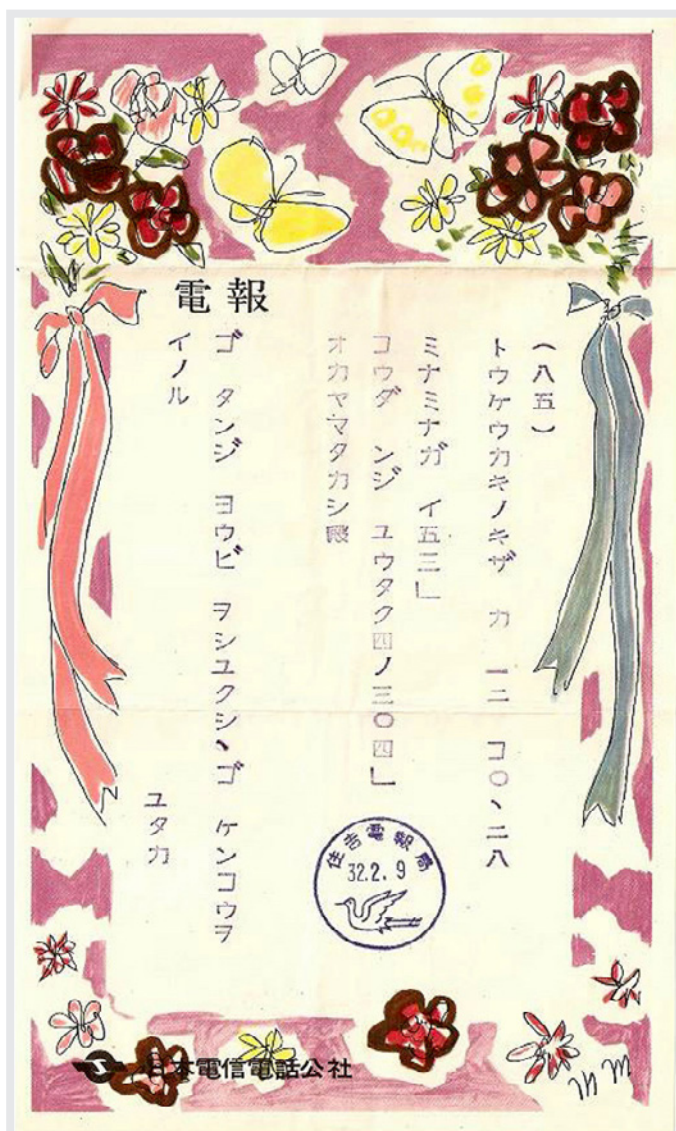 電報
(八五)
トウケウカキノキザ カ 一二 コ〇、二八
ミナミナガ イ五三」
コウダ ンジ ユウタク四ノ三〇四」
オカヤマタカシ殿
ゴ タンジ ヨウビ ヲシユクシ、ゴ ケンコウヲ
イノル
ユタカ
住吉電報局
32.2.9
日本電信電話公社
mm